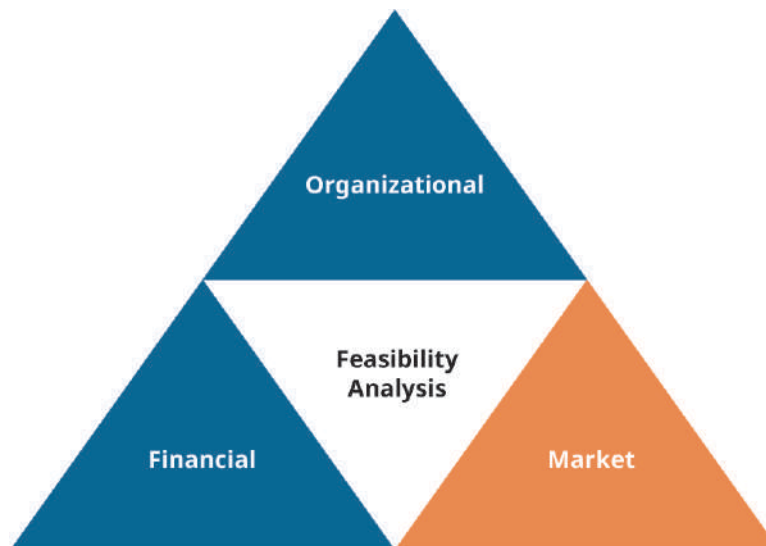 Organizational
Feasibility
Analysis
Financial
Market